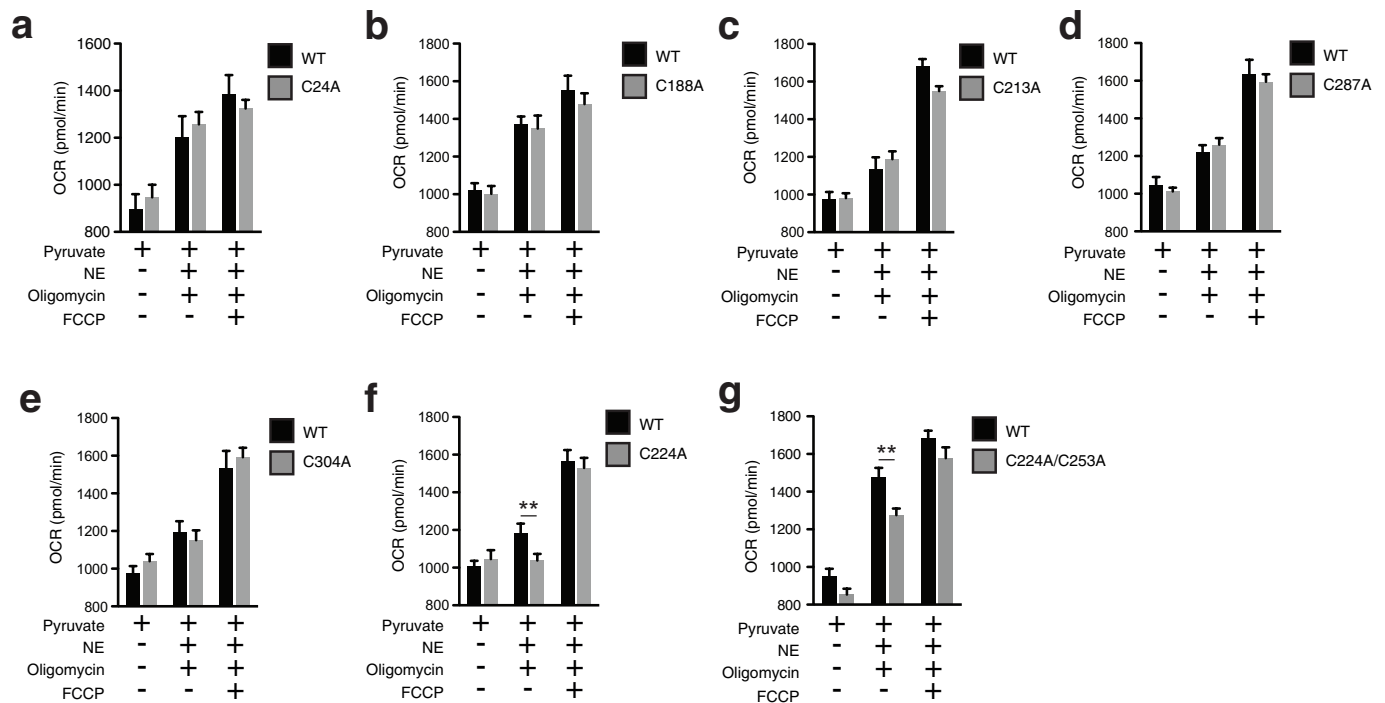 a
1600
1400
1200
1000
800
OCR (pmol/min)
WT
C24A
Pyruvate + + +
NE - + +
Oligomycin - + +
FCCP - - +
b
1800
1600
1400
1200
1000
800
OCR (pmol/min)
WT
C188A
Pyruvate + + +
NE - + +
Oligomycin - + +
FCCP - - +
c
1800
1600
1400
1200
1000
800
OCR (pmol/min)
WT
C213A
Pyruvate + + +
NE - + +
Oligomycin - + +
FCCP - - +
d
1800
1600
1400
1200
1000
800
OCR (pmol/min)
WT
C287A
Pyruvate + + +
NE - + +
Oligomycin - + +
FCCP - - +
e
1800
1600
1400
1200
1000
800
OCR (pmol/min)
WT
C304A
Pyruvate + + +
NE - + +
Oligomycin - + +
FCCP - - +
f
1800
1600
1400
1200
1000
800
OCR (pmol/min)
WT
C224A
**
Pyruvate + + +
NE - + +
Oligomycin - + +
FCCP - - +
g
1800
1600
1400
1200
1000
800
OCR (pmol/min)
WT
C224A/C253A
**
Pyruvate + + +
NE - + +
Oligomycin - + +
FCCP - - +